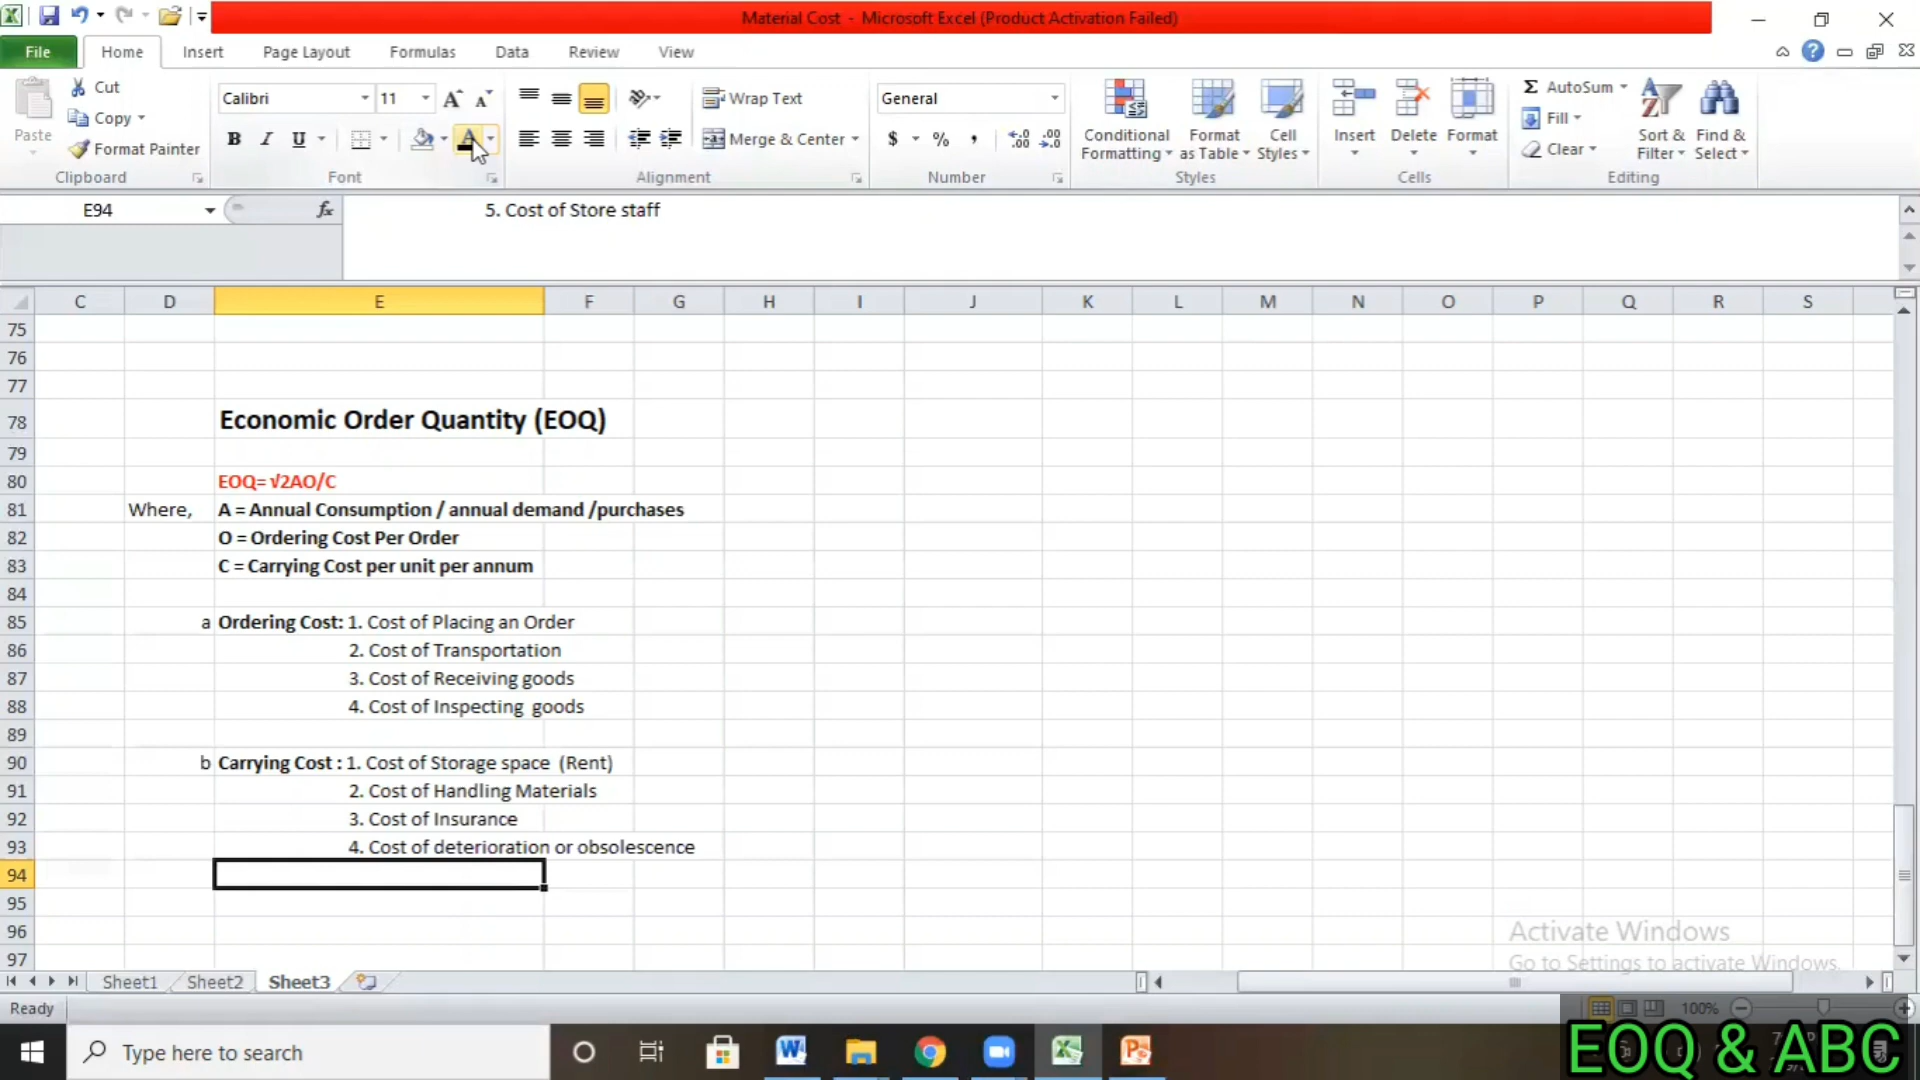 Material Cost - Microsoft Excel (Product Activation Failed)
File Home Insert Page Layout Formulas Data Review View
Paste
Cut
Copy
Format Painter
Clipboard
Calibri 11
B I U
Font
Wrap Text
Merge & Center
Alignment
General
$ % ,
Number
Conditional Formatting
Format as Table
Cell Styles
Styles
Insert Delete Format
Cells
Σ AutoSum
Fill
Clear
Sort & Filter
Find & Select
Editing
E94 fx 5. Cost of Store staff
C D E F G H I J K L M N O P Q R S
75
76
77
78 Economic Order Quantity (EOQ)
79
80 EOQ= √2AO/C
81 Where, A = Annual Consumption / annual demand /purchases
82 O = Ordering Cost Per Order
83 C = Carrying Cost per unit per annum
84
85 a Ordering Cost: 1. Cost of Placing an Order
86 2. Cost of Transportation
87 3. Cost of Receiving goods
88 4. Cost of Inspecting goods
89
90 b Carrying Cost : 1. Cost of Storage space (Rent)
91 2. Cost of Handling Materials
92 3. Cost of Insurance
93 4. Cost of deterioration or obsolescence
94
95
96
97
Activate Windows
Go to Settings to activate Windows.
Sheet1 Sheet2 Sheet3
Ready 100%
Type here to search
EOQ & ABC